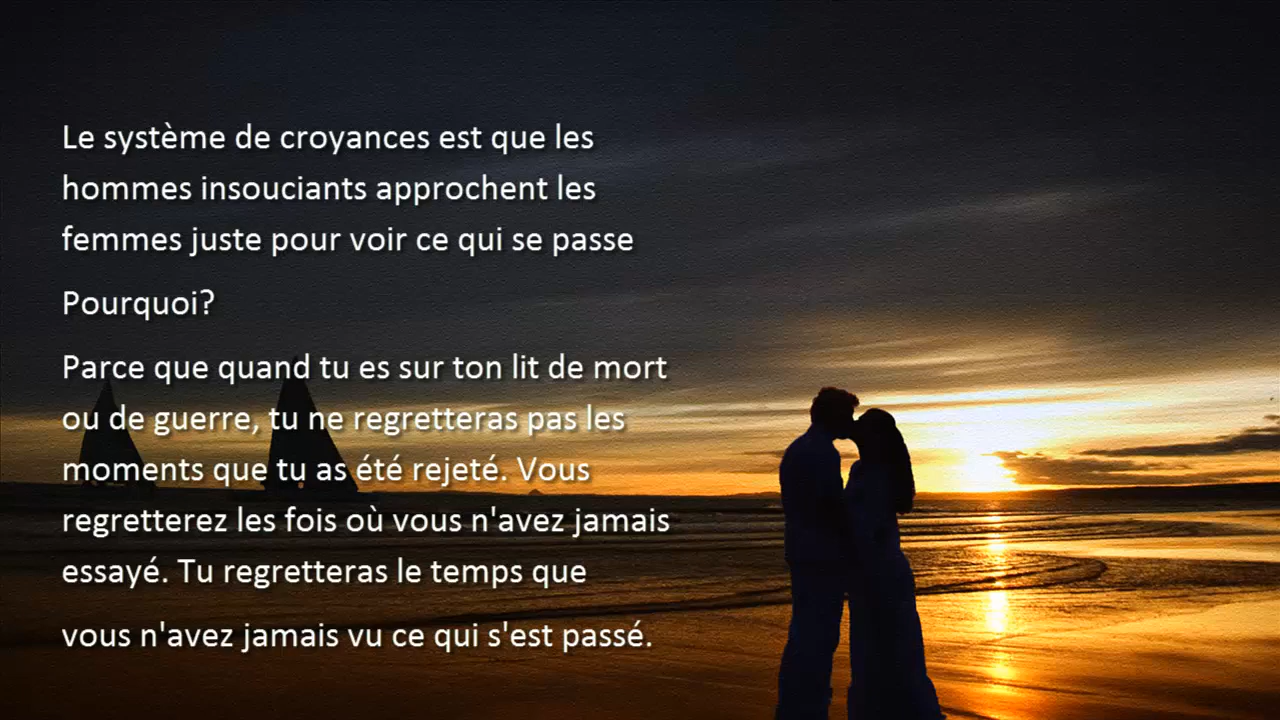 Le système de croyances est que les
hommes insouciants approchent les
femmes juste pour voir ce qui se passe
Pourquoi?
Parce que quand tu es sur ton lit de mort
ou de guerre, tu ne regretteras pas les
moments que tu as été rejeté. Vous
regretterez les fois où vous n'avez jamais
essayé. Tu regretteras le temps que
vous n'avez jamais vu ce qui s'est passé.